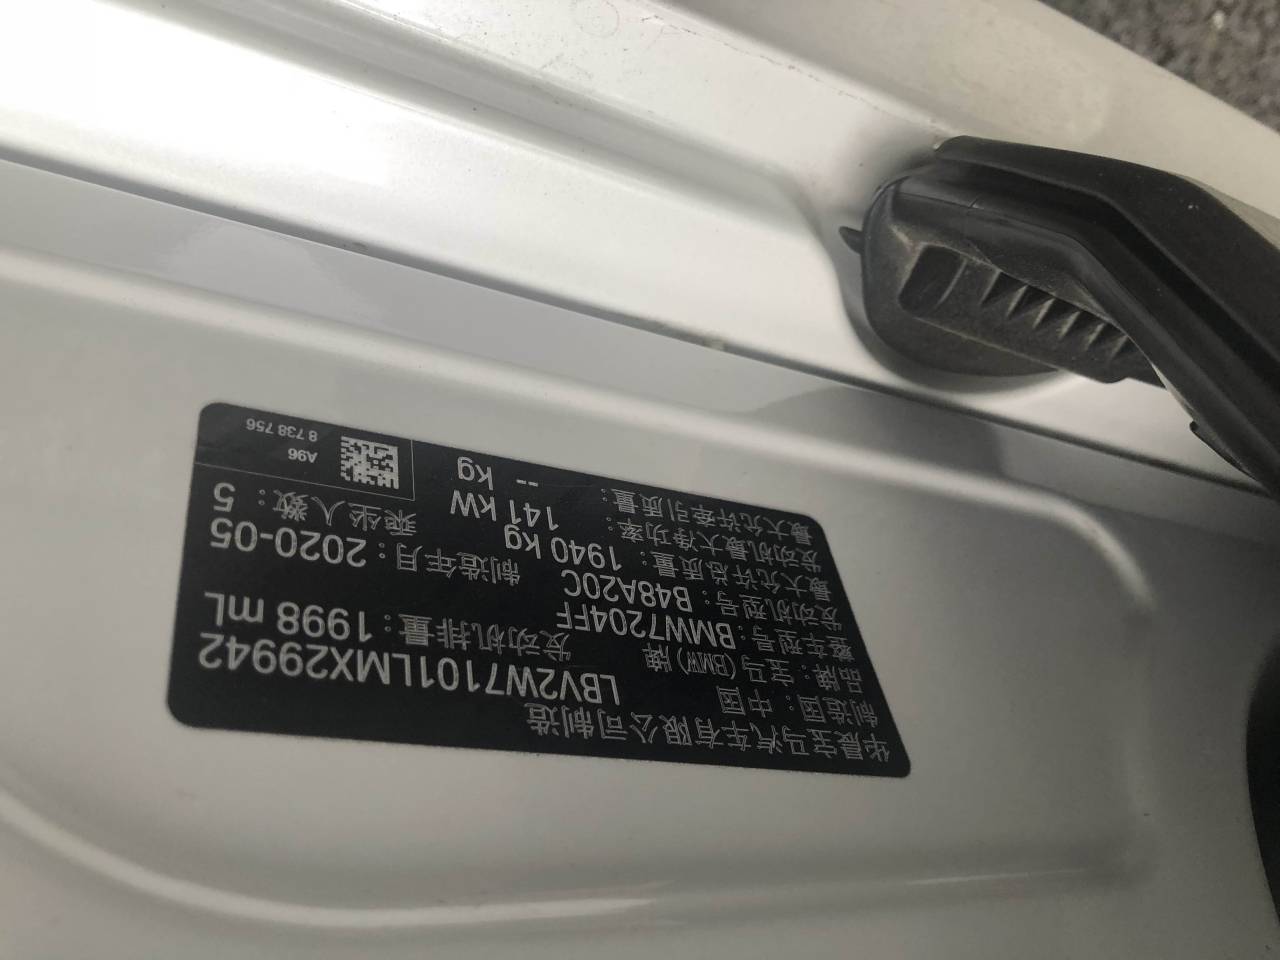 华晨宝马汽车有限公司制造
制造国：中国 LBV2W7101LMX29942
品牌：宝马(BMW)牌
整车型号：BMW7204FF 发动机排量：1998 mL
发动机型号：B48A20C 制造年月：2020-05
最大允许总质量：1940 kg 乘坐人数：5
发动机最大净功率：141 kW
最大允许牵引质量：-- kg
A96
8 738 756